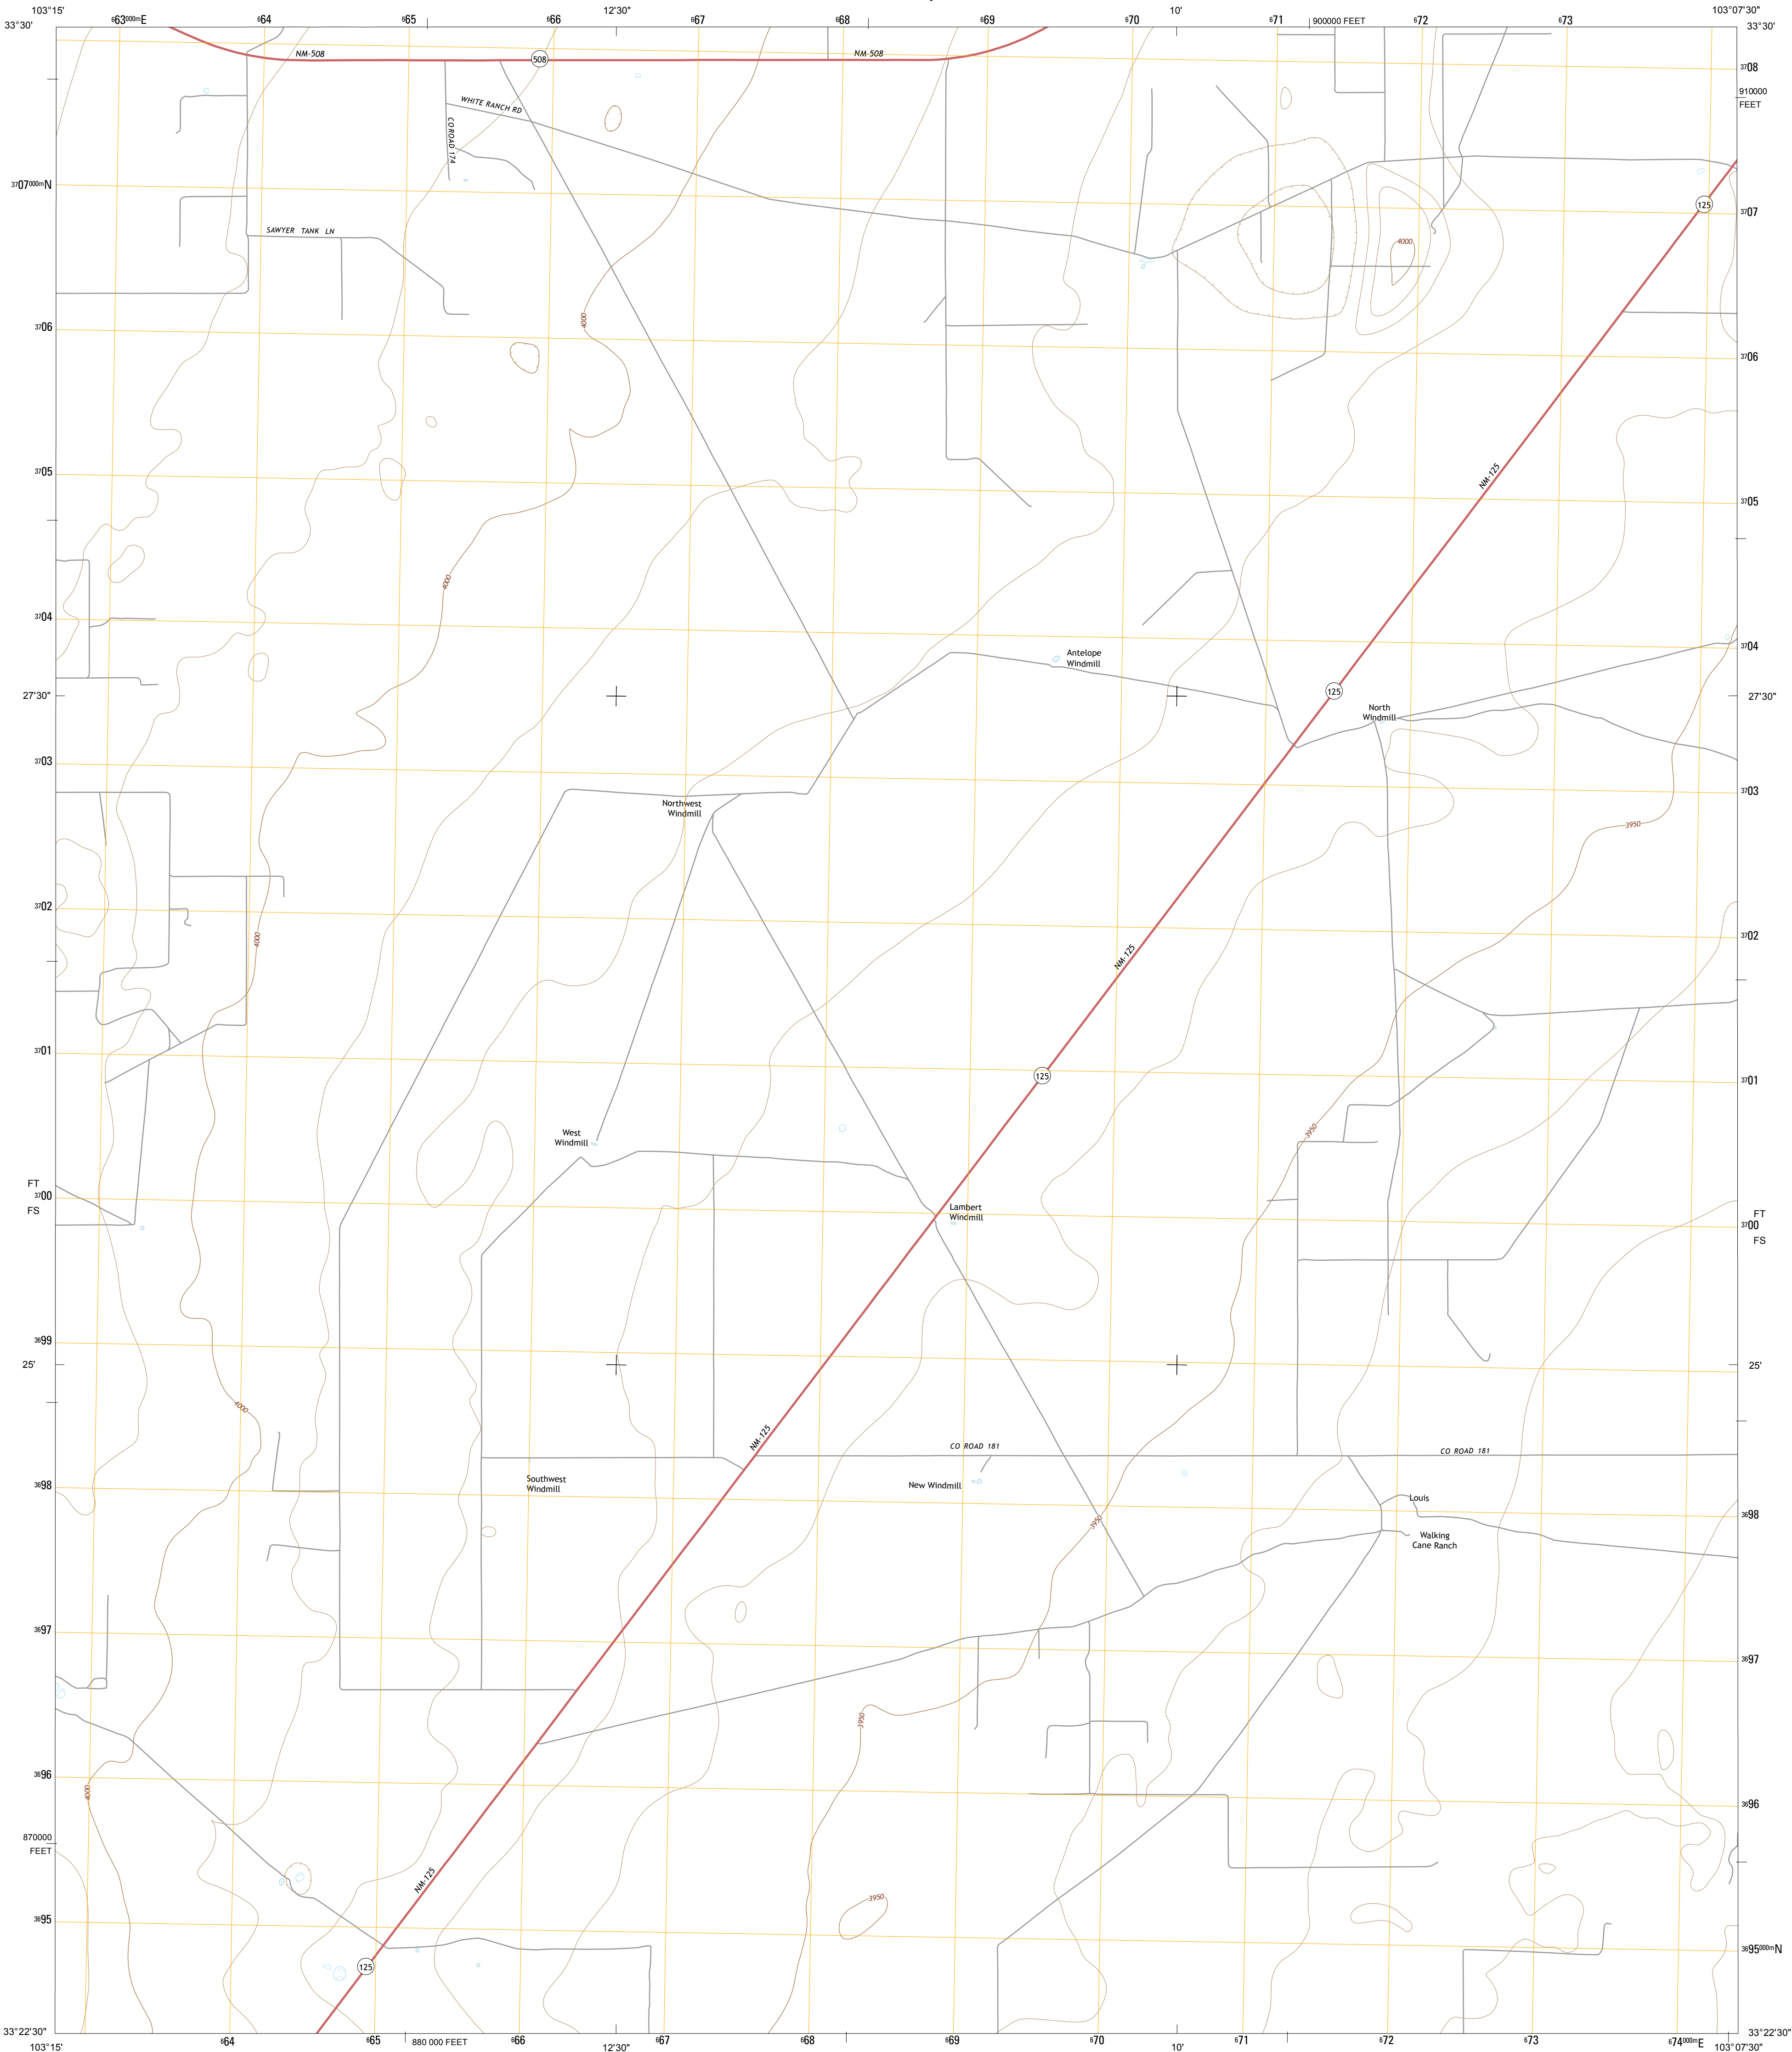 103°15'
⁶63⁰⁰⁰ᵐE
⁶64
⁶65
⁶66
12'30"
⁶67
⁶68
⁶69
⁶70
10'
⁶71
900000 FEET
⁶72
⁶73
103°07'30"
33°30'
33°30'
NM-508
508
NM-508
³⁷08
910000
FEET
WHITE RANCH RD
CO ROAD 174
³⁷07⁰⁰⁰ᵐN
125
³⁷07
SAWYER TANK LN
4000
4000
³⁷06
³⁷06
³⁷05
NM-125
³⁷05
4000
³⁷04
³⁷04
Antelope
Windmill
27'30"
125
27'30"
North
Windmill
³⁷03
³⁷03
Northwest
Windmill
3950
³⁷02
4000
³⁷02
NM-125
³⁷01
125
³⁷01
West
Windmill
3950
FT
³⁷00
FS
Lambert
Windmill
FT
³⁷00
FS
³⁶99
25'
25'
4000
NM-125
CO ROAD 181
CO ROAD 181
Southwest
Windmill
New Windmill
³⁶98
Louis
³⁶98
3950
Walking
Cane Ranch
³⁶97
³⁶97
3950
³⁶96
4000
³⁶96
870000
FEET
NM-125
3950
³⁶95
³⁶95⁰⁰⁰ᵐN
125
33°22'30"
33°22'30"
103°15'
⁶64
⁶65
880 000 FEET
⁶66
12'30"
⁶67
⁶68
⁶69
⁶70
10'
⁶71
⁶72
⁶73
⁶74⁰⁰⁰ᵐE
103°07'30"